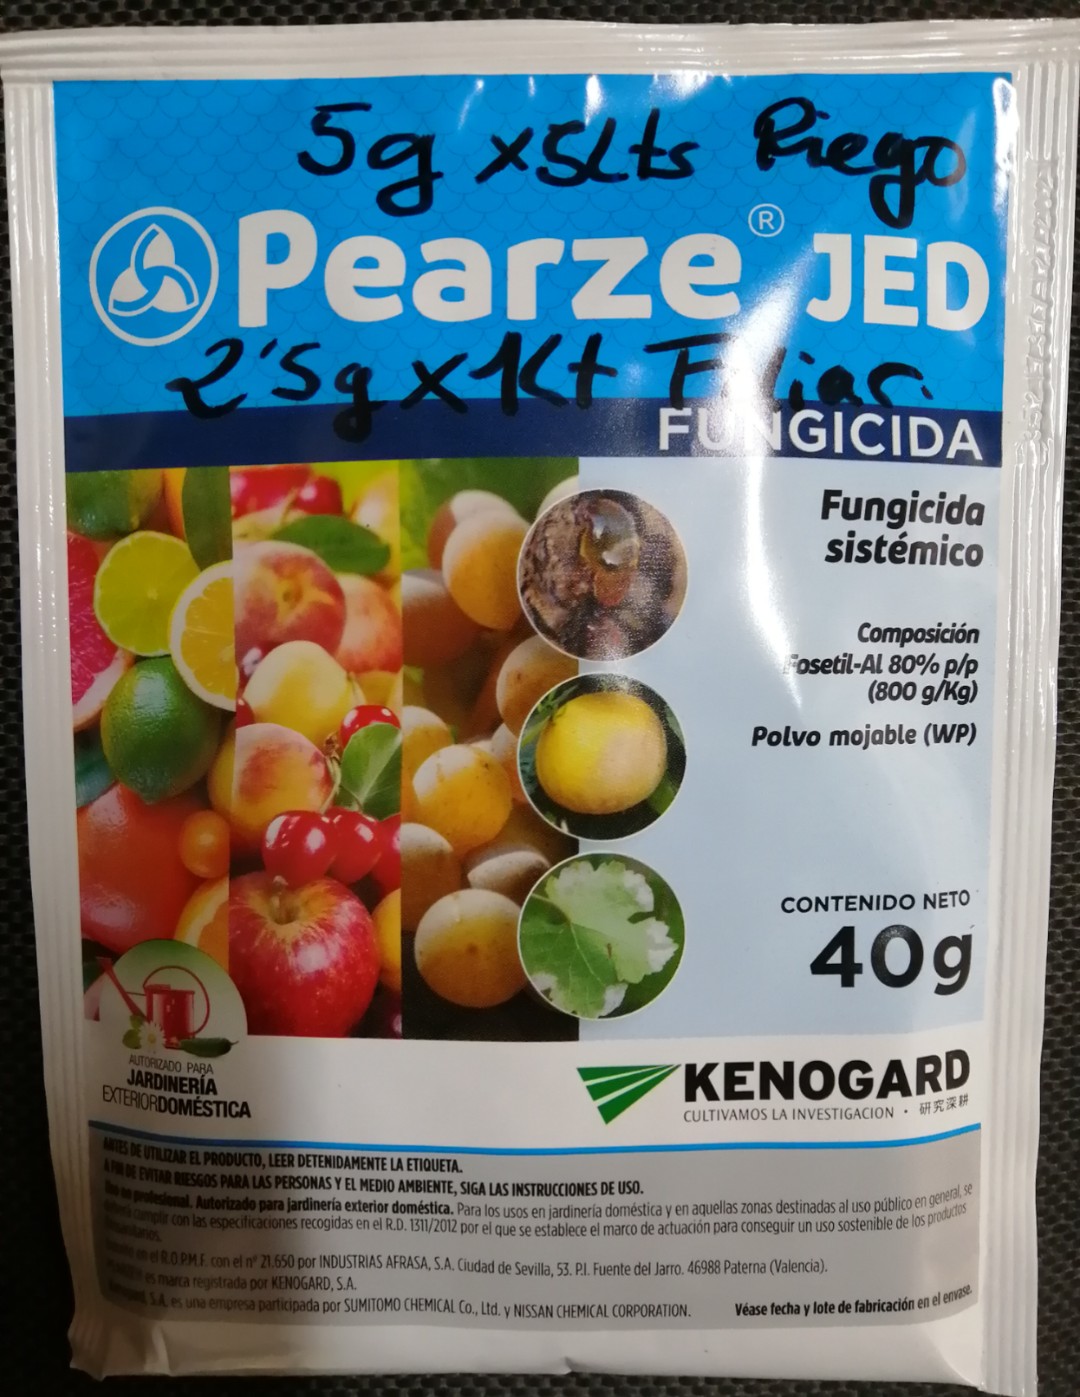 5g x5Lts Riego
Pearze® JED
2'5g x 1Lt Foliar.
FUNGICIDA
Fungicida
sistémico
Composición
Fosetil-Al 80% p/p
(800 g/Kg)
Polvo mojable (WP)
CONTENIDO NETO
40g
AUTORIZADO PARA
JARDINERÍA
EXTERIOR DOMÉSTICA
KENOGARD
CULTIVAMOS LA INVESTIGACION · 研究深耕
ANTES DE UTILIZAR EL PRODUCTO, LEER DETENIDAMENTE LA ETIQUETA.
A FIN DE EVITAR RIESGOS PARA LAS PERSONAS Y EL MEDIO AMBIENTE, SIGA LAS INSTRUCCIONES DE USO.
Uso no profesional. Autorizado para jardinería exterior doméstica. Para los usos en jardinería doméstica y en aquellas zonas destinadas al uso público en general, se
deberá cumplir con las especificaciones recogidas en el R.D. 1311/2012 por el que se establece el marco de actuación para conseguir un uso sostenible de los productos
fitosanitarios.
en el R.O.P.M.F. con el nº 21.650 por INDUSTRIAS AFRASA, S.A. Ciudad de Sevilla, 53. P.I. Fuente del Jarro. 46988 Paterna (Valencia).
es marca registrada por KENOGARD, S.A.
Kenogard, S.A. es una empresa participada por SUMITOMO CHEMICAL Co., Ltd. y NISSAN CHEMICAL CORPORATION.
Véase fecha y lote de fabricación en el envase.